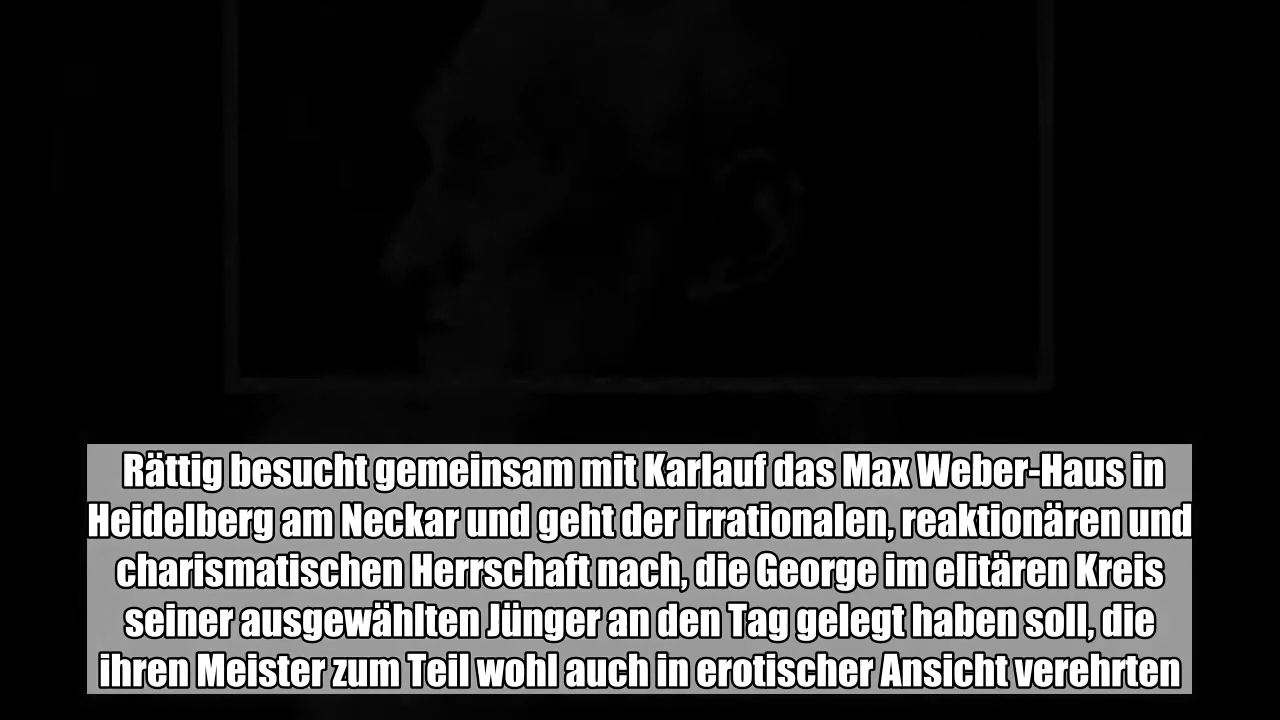 Rättig besucht gemeinsam mit Karlauf das Max Weber-Haus in
Heidelberg am Neckar und geht der irrationalen, reaktionären und
charismatischen Herrschaft nach, die George im elitären Kreis
seiner ausgewählten Jünger an den Tag gelegt haben soll, die
ihren Meister zum Teil wohl auch in erotischer Ansicht verehrten